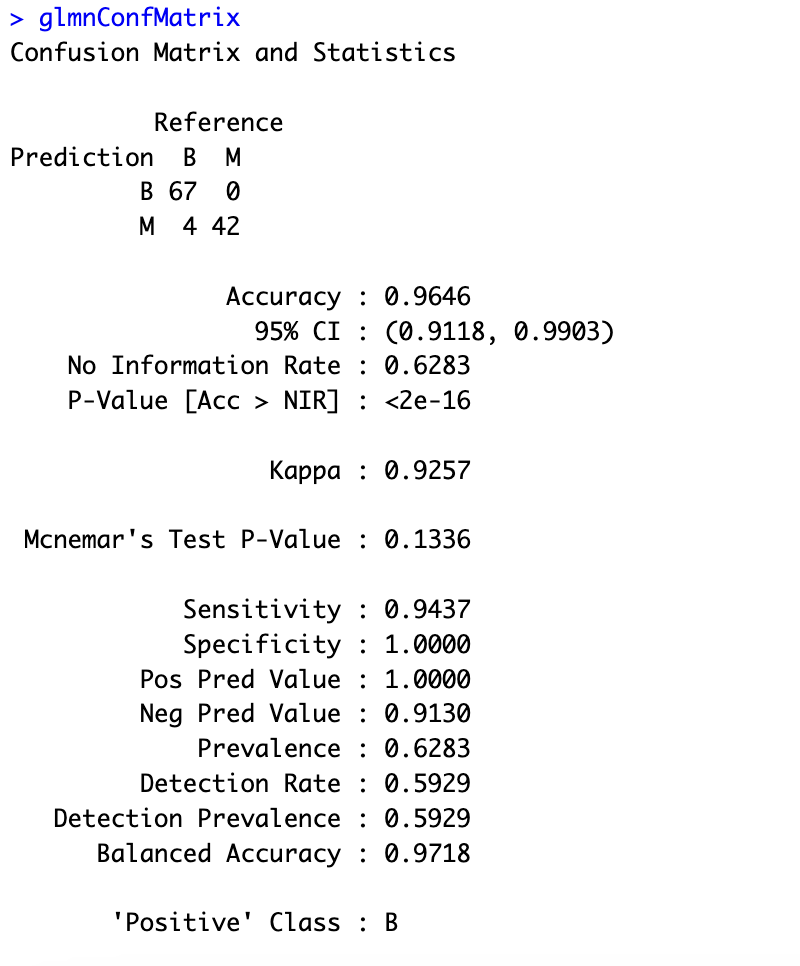 > glmnConfMatrix
Confusion Matrix and Statistics
Reference
Prediction B M
B 67 0
M 4 42
Accuracy : 0.9646
95% CI : (0.9118, 0.9903)
No Information Rate : 0.6283
P-Value [Acc > NIR] : <2e-16
Kappa : 0.9257
Mcnemar's Test P-Value : 0.1336
Sensitivity : 0.9437
Specificity : 1.0000
Pos Pred Value : 1.0000
Neg Pred Value : 0.9130
Prevalence : 0.6283
Detection Rate : 0.5929
Detection Prevalence : 0.5929
Balanced Accuracy : 0.9718
'Positive' Class : B